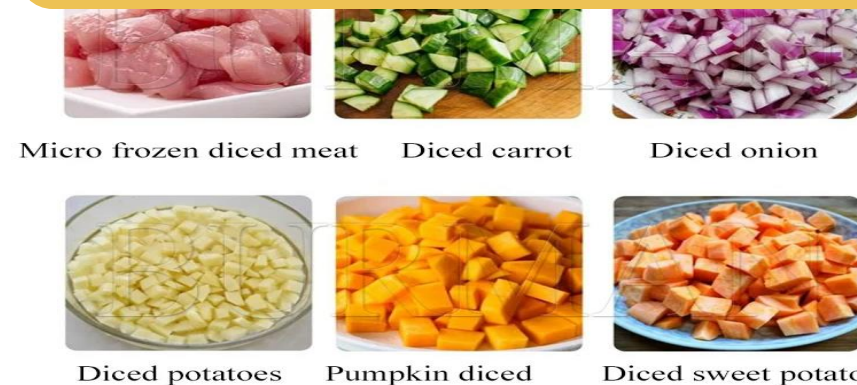 Micro frozen diced meat Diced carrot Diced onion
Diced potatoes Pumpkin diced Diced sweet potato